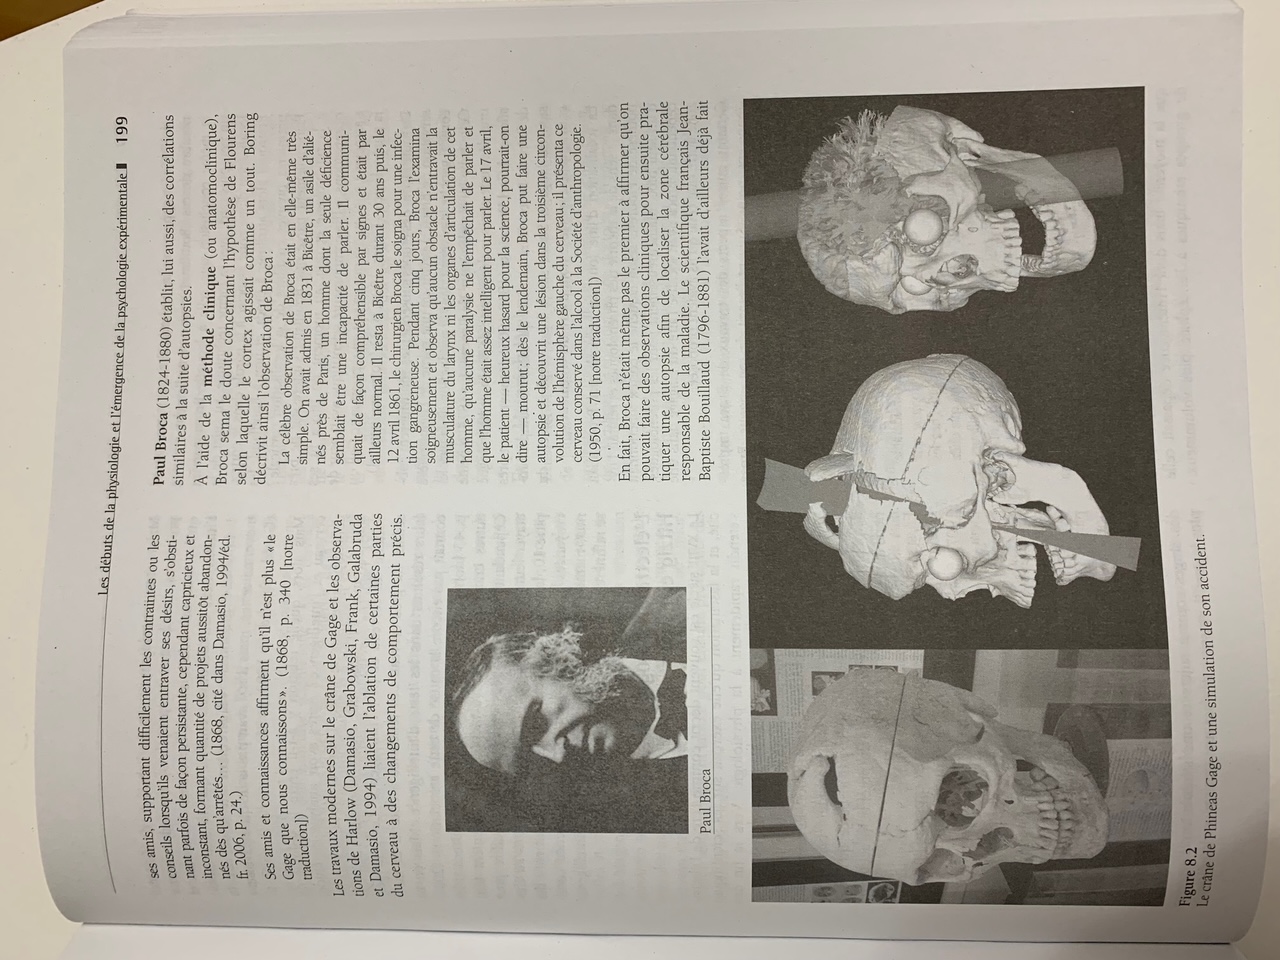 Les débuts de la physiologie et l'émergence de la psychologie expérimentale 199
ses amis, supportant difficilement les contraintes ou les
conseils lorsqu'ils venaient entraver ses désirs, s'obsti-
nant parfois de façon persistante, cependant capricieux et
inconstant, formant quantité de projets aussitôt abandon-
nés dès qu'arrêtés… (1868, cité dans Damasio, 1994/éd.
fr. 2006, p. 24.)
Ses amis et connaissances affirment qu'il n'est plus «le
Gage que nous connaissons». (1868, p. 340 [notre
traduction])
Les travaux modernes sur le crâne de Gage et les observa-
tions de Harlow (Damasio, Grabowski, Frank, Galabruda
et Damasio, 1994) liaient l'ablation de certaines parties
du cerveau à des changements de comportement précis.
Paul Broca
Paul Broca (1824-1880) établit, lui aussi, des corrélations
similaires à la suite d'autopsies.
À l'aide de la méthode clinique (ou anatomoclinique),
Broca sema le doute concernant l'hypothèse de Flourens
selon laquelle le cortex agissait comme un tout. Boring
décrivit ainsi l'observation de Broca :
La célèbre observation de Broca était en elle-même très
simple. On avait admis en 1831 à Bicêtre, un asile d'alié-
nés près de Paris, un homme dont la seule déficience
semblait être une incapacité de parler. Il communi-
quait de façon compréhensible par signes et était par
ailleurs normal. Il resta à Bicêtre durant 30 ans puis, le
12 avril 1861, le chirurgien Broca le soigna pour une infec-
tion gangreneuse. Pendant cinq jours, Broca l'examina
soigneusement et observa qu'aucun obstacle n'entravait la
musculature du larynx ni les organes d'articulation de cet
homme, qu'aucune paralysie ne l'empêchait de parler et
que l'homme était assez intelligent pour parler. Le 17 avril,
le patient — heureux hasard pour la science, pourrait-on
dire — mourut ; dès le lendemain, Broca put faire une
autopsie et découvrit une lésion dans la troisième circon-
volution de l'hémisphère gauche du cerveau ; il présenta ce
cerveau conservé dans l'alcool à la Société d'anthropologie.
(1950, p. 71 [notre traduction])
En fait, Broca n'était même pas le premier à affirmer qu'on
pouvait faire des observations cliniques pour ensuite pra-
tiquer une autopsie afin de localiser la zone cérébrale
responsable de la maladie. Le scientifique français Jean-
Baptiste Bouillaud (1796-1881) l'avait d'ailleurs déjà fait
Figure 8.2
Le crâne de Phineas Gage et une simulation de son accident.